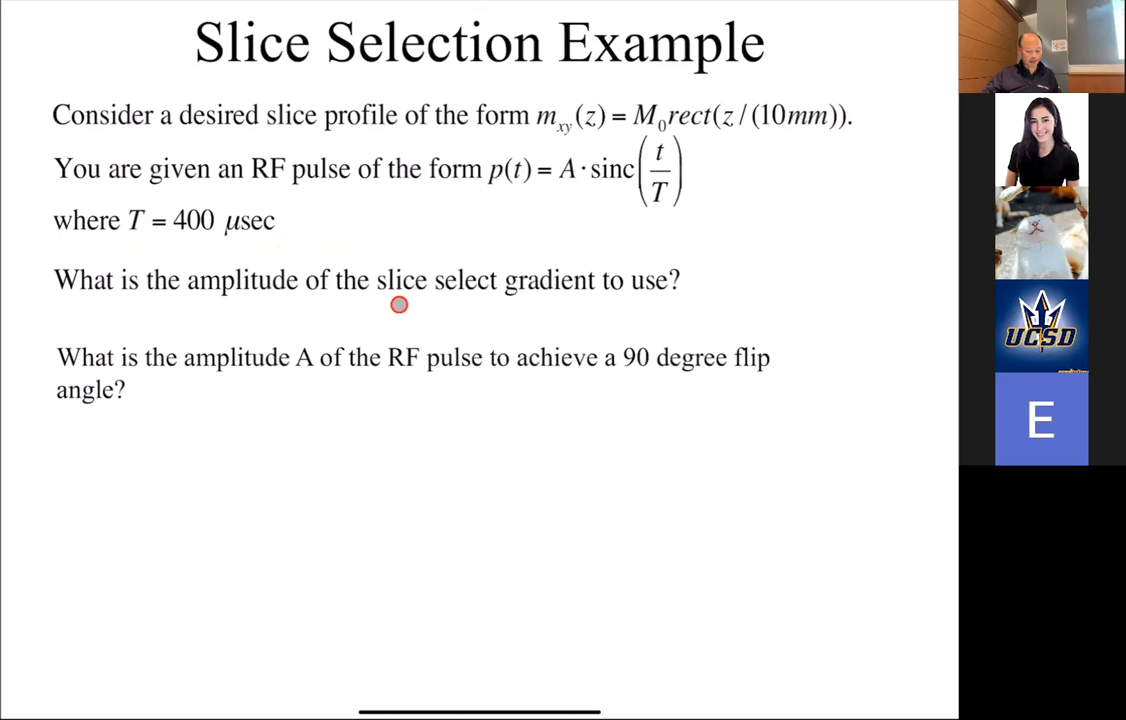 Slice Selection Example
Consider a desired slice profile of the form m_xy(z) = M_0rect(z/(10mm)).
You are given an RF pulse of the form p(t) = A·sinc(t/T)
where T = 400 μsec
What is the amplitude of the slice select gradient to use?
What is the amplitude A of the RF pulse to achieve a 90 degree flip
angle?
UCSD
E